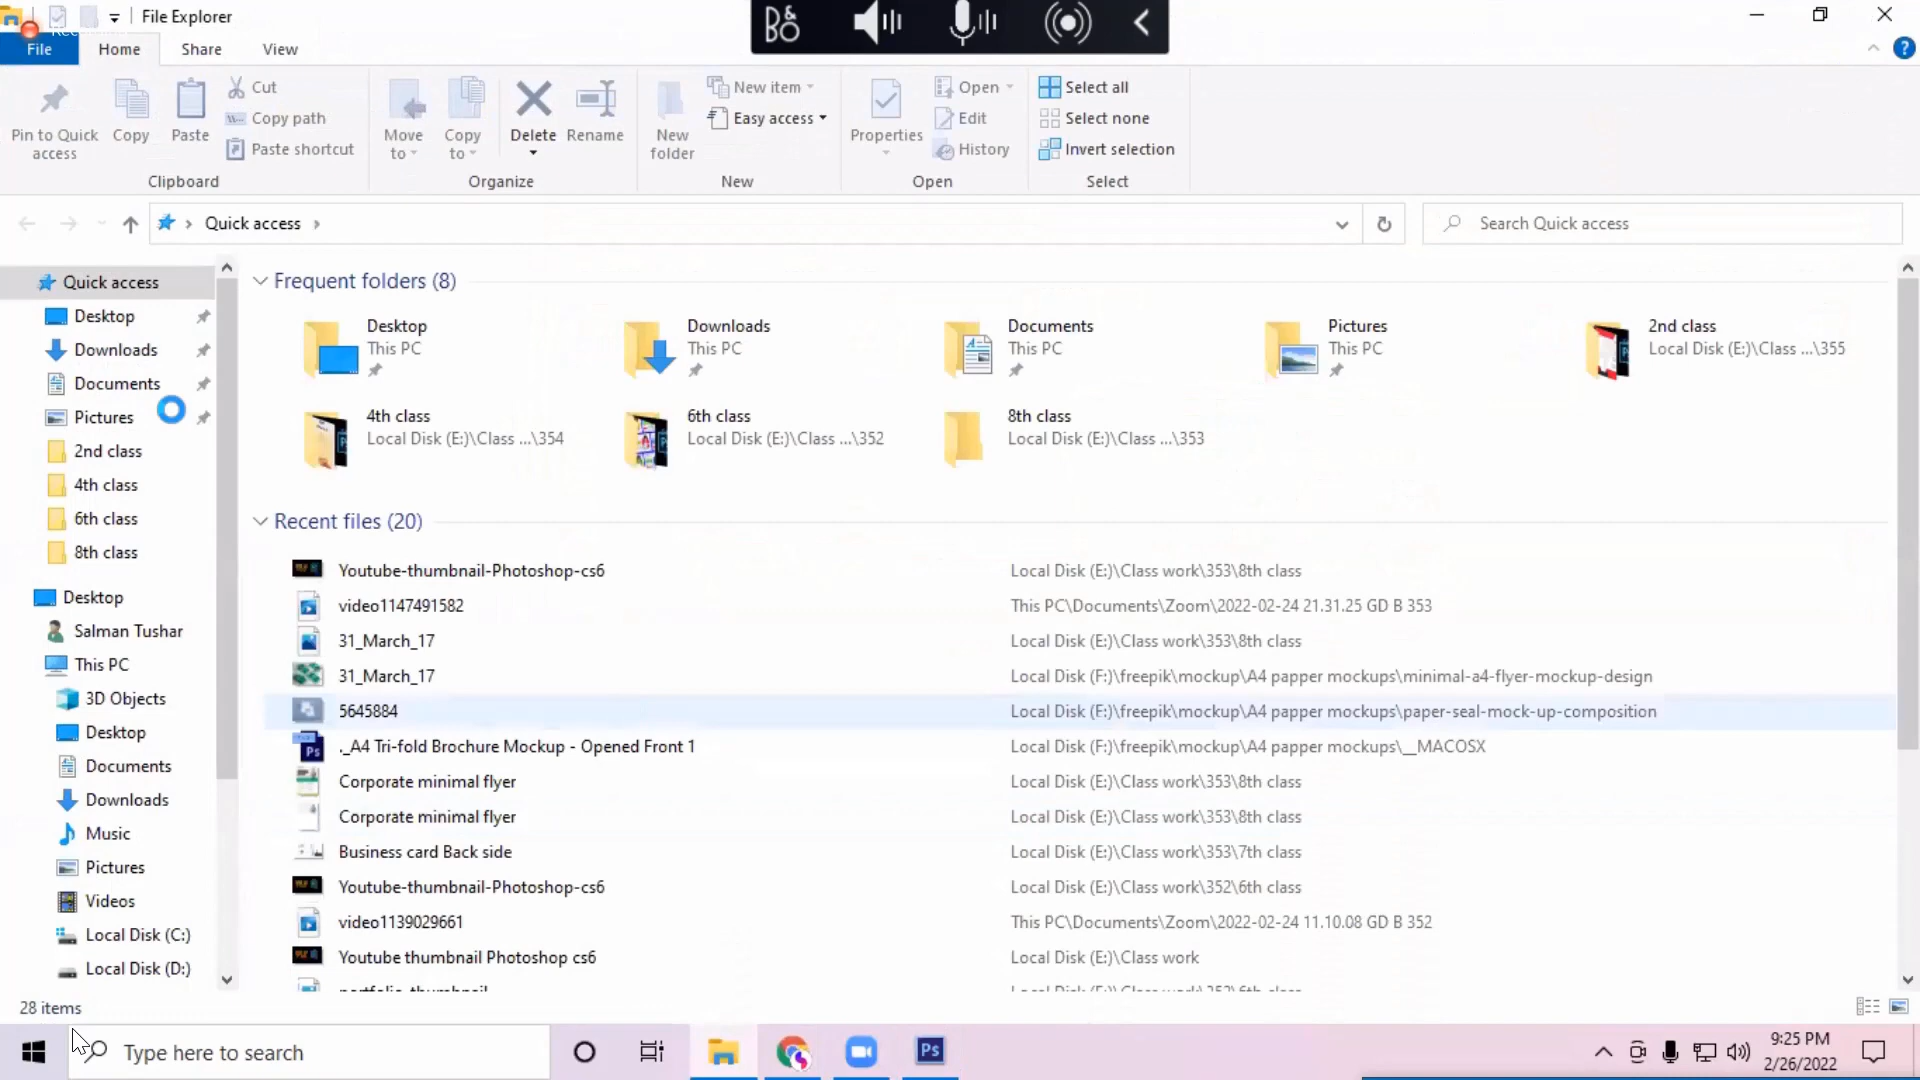 File Explorer
File Home Share View
Pin to Quick access
Copy
Paste
Cut
Copy path
Paste shortcut
Clipboard
Move to
Copy to
Delete
Rename
Organize
New folder
New item
Easy access
New
Properties
Open
Edit
History
Open
Select all
Select none
Invert selection
Select
Quick access
Search Quick access
Quick access
Desktop
Downloads
Documents
Pictures
2nd class
4th class
6th class
8th class
Desktop
Salman Tushar
This PC
3D Objects
Desktop
Documents
Downloads
Music
Pictures
Videos
Local Disk (C:)
Local Disk (D:)
Frequent folders (8)
Desktop
This PC
Downloads
This PC
Documents
This PC
Pictures
This PC
2nd class
Local Disk (E:)\Class ...\355
4th class
Local Disk (E:)\Class ...\354
6th class
Local Disk (E:)\Class ...\352
8th class
Local Disk (E:)\Class ...\353
Recent files (20)
Youtube-thumbnail-Photoshop-cs6 Local Disk (E:)\Class work\353\8th class
video1147491582 This PC\Documents\Zoom\2022-02-24 21.31.25 GD B 353
31_March_17 Local Disk (E:)\Class work\353\8th class
31_March_17 Local Disk (F:)\freepik\mockup\A4 papper mockups\minimal-a4-flyer-mockup-design
5645884 Local Disk (F:)\freepik\mockup\A4 papper mockups\paper-seal-mock-up-composition
._A4 Tri-fold Brochure Mockup - Opened Front 1 Local Disk (F:)\freepik\mockup\A4 papper mockups\__MACOSX
Corporate minimal flyer Local Disk (E:)\Class work\353\8th class
Corporate minimal flyer Local Disk (E:)\Class work\353\8th class
Business card Back side Local Disk (E:)\Class work\353\7th class
Youtube-thumbnail-Photoshop-cs6 Local Disk (E:)\Class work\352\6th class
video1139029661 This PC\Documents\Zoom\2022-02-24 11.10.08 GD B 352
Youtube thumbnail Photoshop cs6 Local Disk (E:)\Class work
28 items
Type here to search
Ps
9:25 PM
2/26/2022